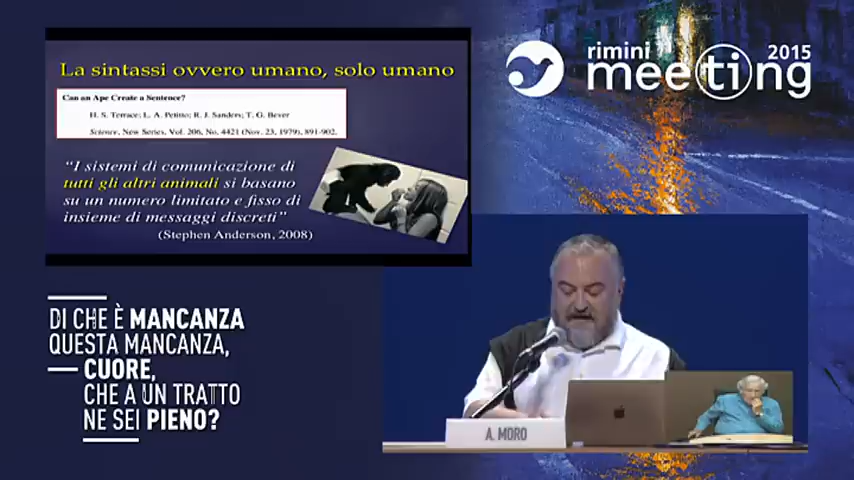 La sintassi ovvero umano, solo umano
Can an Ape Create a Sentence?
H. S. Terrace; L. A. Petitto; R. J. Sanders; T. G. Bever
Science, New Series, Vol. 206, No. 4421 (Nov. 23, 1979), 891-902.
“I sistemi di comunicazione di
tutti gli altri animali si basano
su un numero limitato e fisso di
insieme di messaggi discreti”
(Stephen Anderson, 2008)
rimini 2015
meeting
DI CHE È MANCANZA
QUESTA MANCANZA,
CUORE,
CHE A UN TRATTO
NE SEI PIENO?
A. MORO